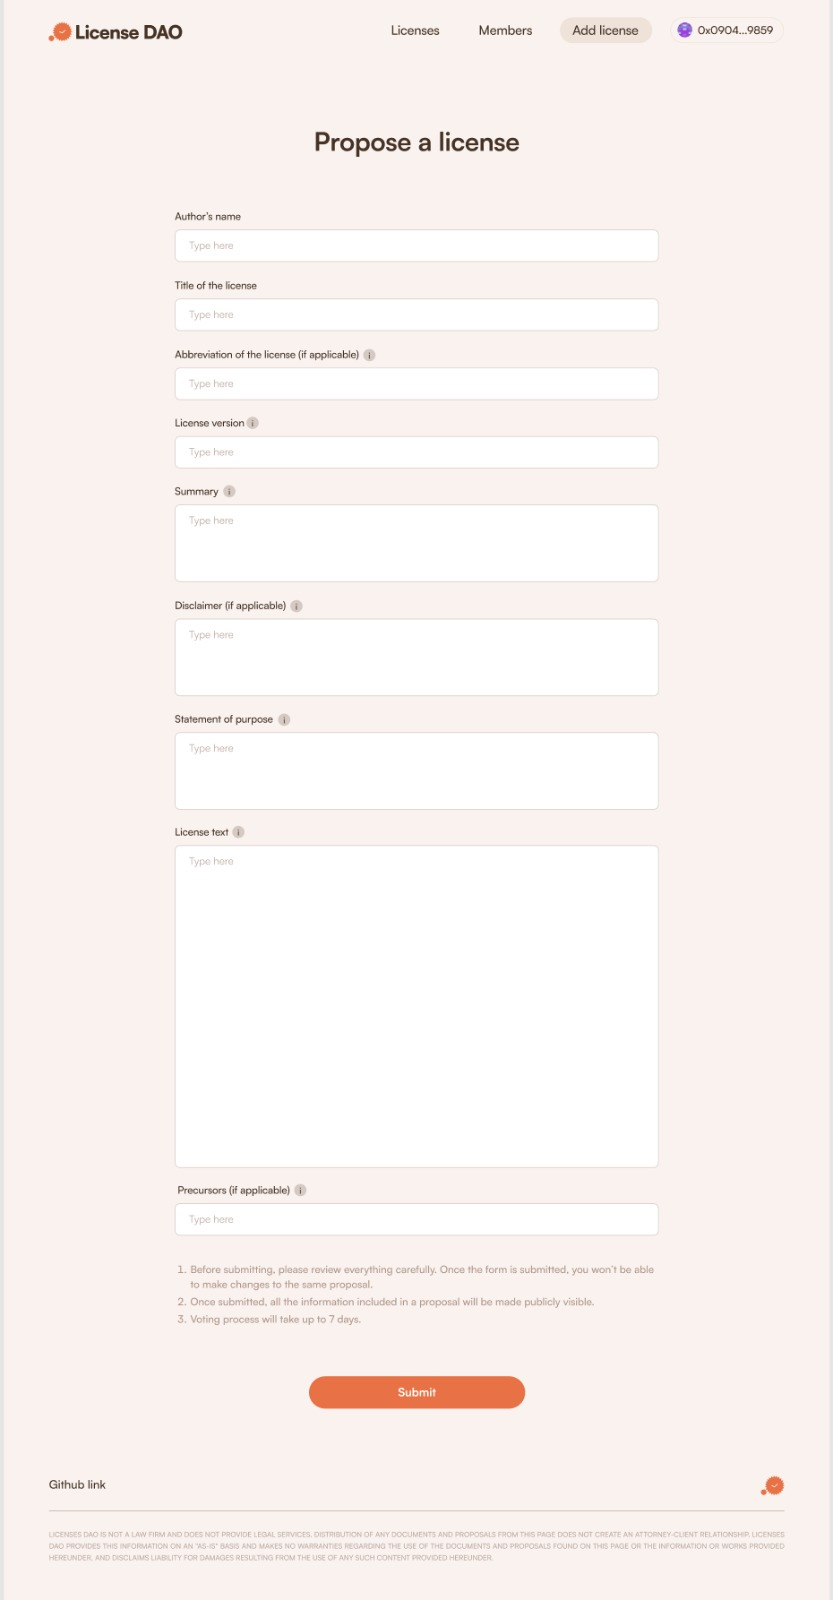 License DAO
Licenses
Members
Add license
0x0904...9859
Propose a license
Author's name
Type here
Title of the license
Type here
Abbreviation of the license (if applicable) i
Type here
License version i
Type here
Summary i
Type here
Disclaimer (if applicable) i
Type here
Statement of purpose i
Type here
License text i
Type here
Precursors (if applicable) i
Type here
1. Before submitting, please review everything carefully. Once the form is submitted, you won't be able
to make changes to the same proposal.
2. Once submitted, all the information included in a proposal will be made publicly visible.
3. Voting process will take up to 7 days.
Submit
Github link
LICENSES DAO IS NOT A LAW FIRM AND DOES NOT PROVIDE LEGAL SERVICES. DISTRIBUTION OF ANY DOCUMENTS AND PROPOSALS FROM THIS PAGE DOES NOT CREATE AN ATTORNEY-CLIENT RELATIONSHIP. LICENSES
DAO PROVIDES THIS INFORMATION ON AN "AS-IS" BASIS AND MAKES NO WARRANTIES REGARDING THE USE OF THE DOCUMENTS AND PROPOSALS FOUND ON THIS PAGE OR THE INFORMATION OR WORKS PROVIDED
HEREUNDER, AND DISCLAIMS LIABILITY FOR DAMAGES RESULTING FROM THE USE OF ANY SUCH CONTENT PROVIDED HEREUNDER.